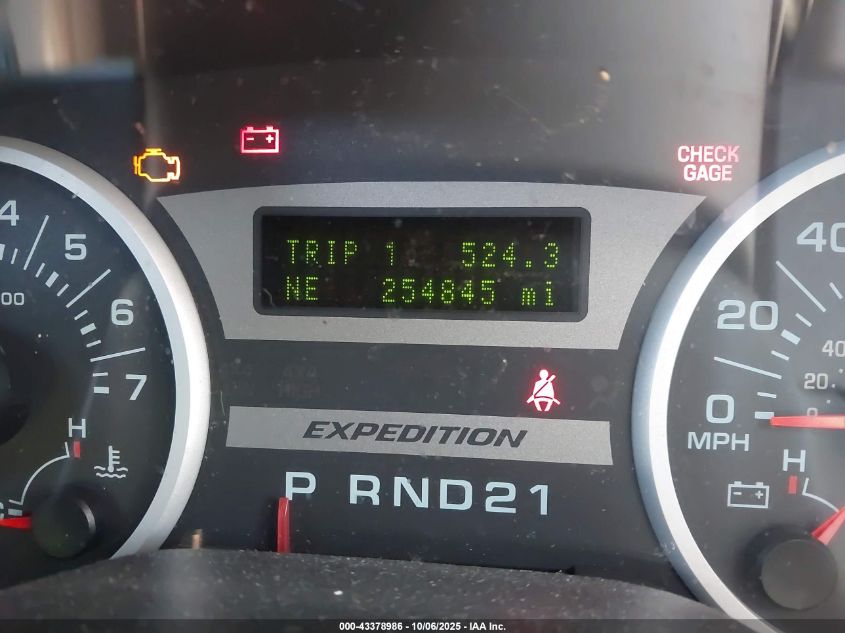 CHECK
GAGE
4
5
6
7
00
H
C
TRIP 1 524.3
NE 254845 mi
EXPEDITION
P RND21
40
20
0
MPH
40
20
0
H
000-43378986 - 10/06/2025 - IAA Inc.